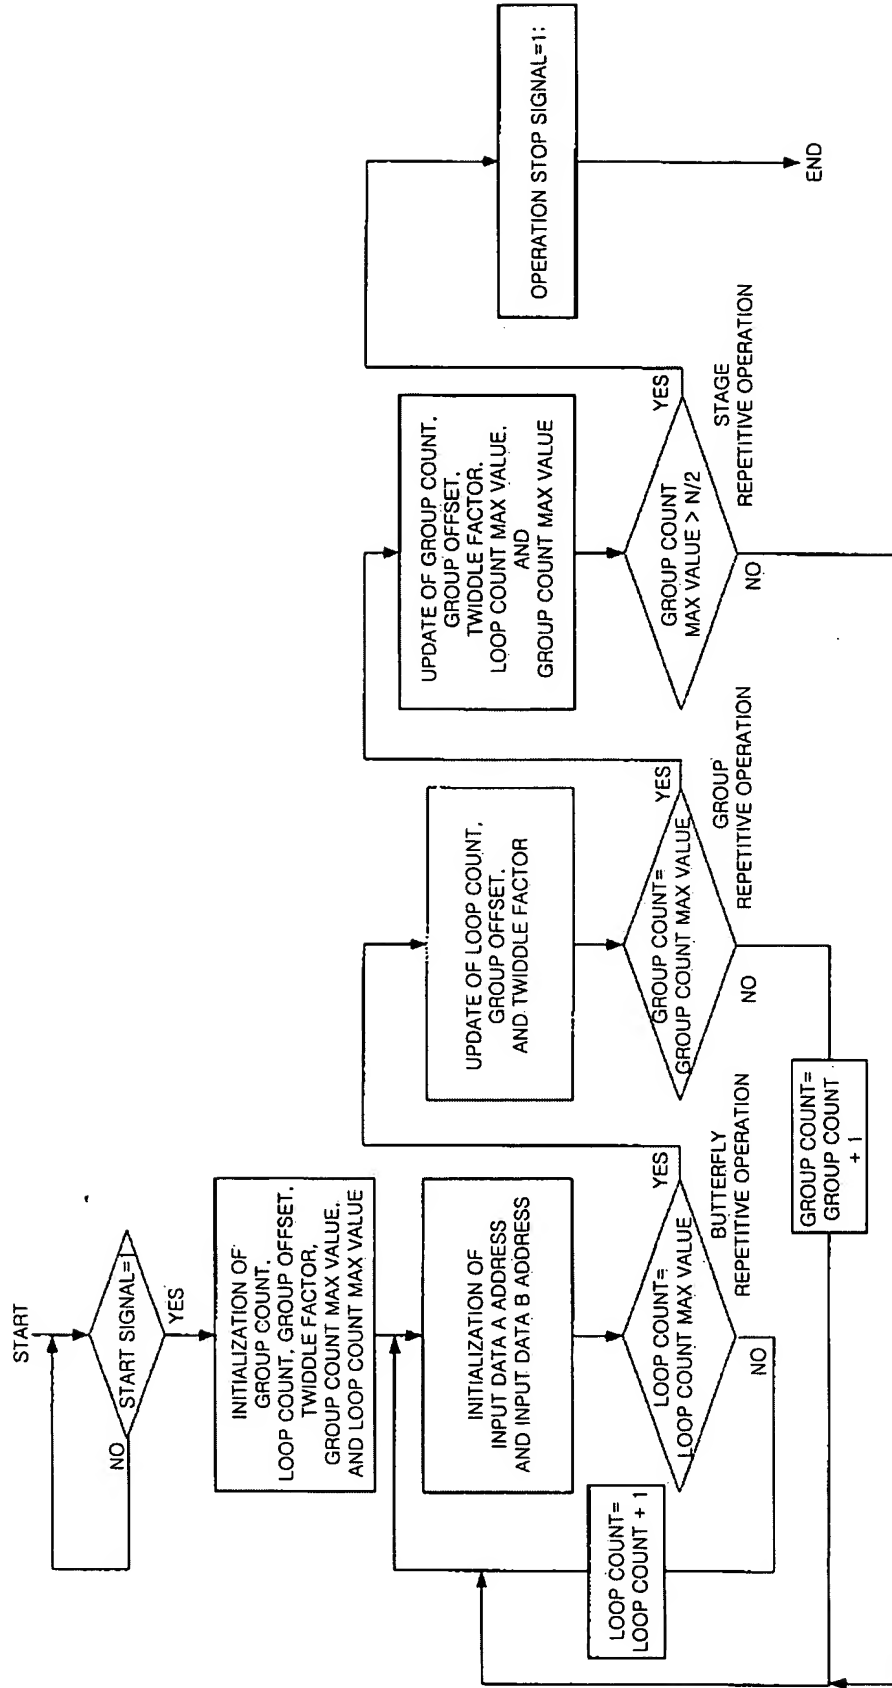 START
START SIGNAL=1
NO
YES
INITIALIZATION OF
GROUP COUNT,
LOOP COUNT, GROUP OFFSET,
TWIDDLE FACTOR,
GROUP COUNT MAX VALUE,
AND LOOP COUNT MAX VALUE
INITIALIZATION OF
INPUT DATA A ADDRESS
AND INPUT DATA B ADDRESS
LOOP COUNT=
LOOP COUNT MAX VALUE
YES
NO
BUTTERFLY
REPETITIVE OPERATION
LOOP COUNT=
LOOP COUNT + 1
UPDATE OF LOOP COUNT,
GROUP OFFSET,
AND TWIDDLE FACTOR
GROUP COUNT=
GROUP COUNT MAX VALUE
YES
NO
GROUP
REPETITIVE OPERATION
GROUP COUNT=
GROUP COUNT
+ 1
UPDATE OF GROUP COUNT,
GROUP OFFSET,
TWIDDLE FACTOR,
LOOP COUNT MAX VALUE,
AND
GROUP COUNT MAX VALUE
GROUP COUNT
MAX VALUE > N/2
YES
NO
STAGE
REPETITIVE OPERATION
OPERATION STOP SIGNAL=1;
END